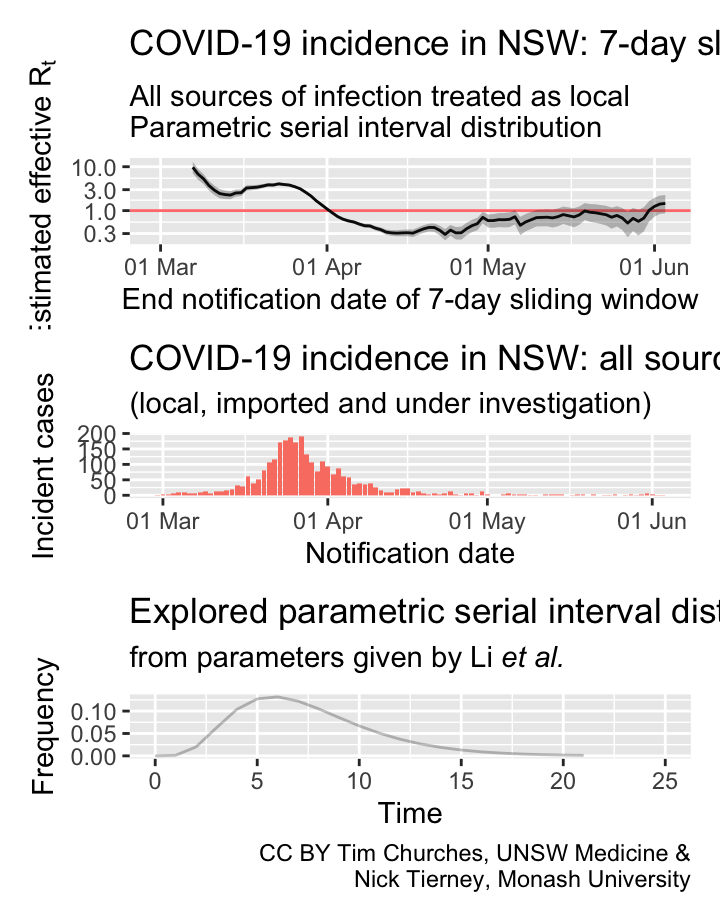 COVID-19 incidence in NSW: 7-day sl
All sources of infection treated as local
Parametric serial interval distribution
stimated effective Rt
10.0
3.0
1.0
0.3
01 Mar 01 Apr 01 May 01 Jun
End notification date of 7-day sliding window
COVID-19 incidence in NSW: all sour
(local, imported and under investigation)
Incident cases
200
150
100
50
0
01 Mar 01 Apr 01 May 01 Jun
Notification date
Explored parametric serial interval dist
from parameters given by Li et al.
Frequency
0.10
0.05
0.00
0 5 10 15 20 25
Time
CC BY Tim Churches, UNSW Medicine &
Nick Tierney, Monash University